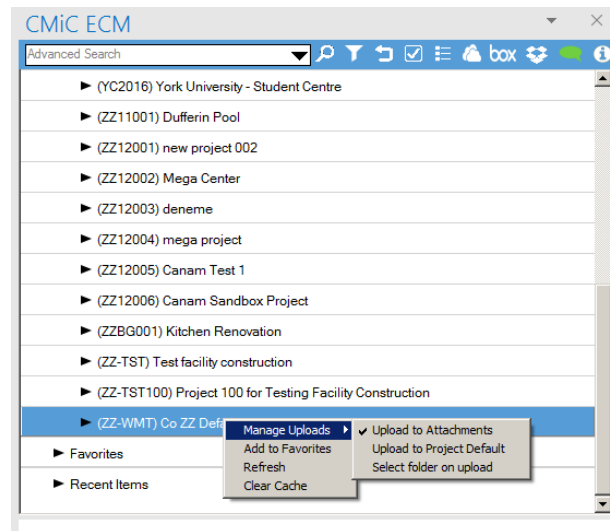 CMiC ECM
Advanced Search
box
(YC2016) York University - Student Centre
(ZZ11001) Dufferin Pool
(ZZ12001) new project 002
(ZZ12002) Mega Center
(ZZ12003) deneme
(ZZ12004) mega project
(ZZ12005) Canam Test 1
(ZZ12006) Canam Sandbox Project
(ZZBG001) Kitchen Renovation
(ZZ-TST) Test facility construction
(ZZ-TST100) Project 100 for Testing Facility Construction
(ZZ-WMT) Co ZZ Defa
Manage Uploads
Add to Favorites
Refresh
Clear Cache
Upload to Attachments
Upload to Project Default
Select folder on upload
Favorites
Recent Items